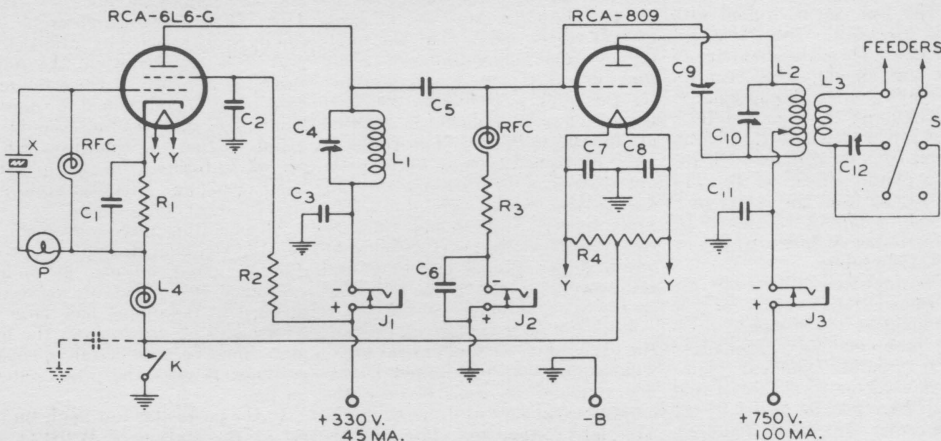 RCA-6L6-G
RCA-809
FEEDERS
X
RFC
Y Y
C2
C4
L1
C5
RFC
C9
L2
L3
S
C10
C12
C7 C8
C1
R1
C3
R3
C11
P
R2
R4
L4
C6
Y Y
- + J1
- + J2
- + J3
K
+330 V.
45 MA.
-B
+750 V.
100 MA.